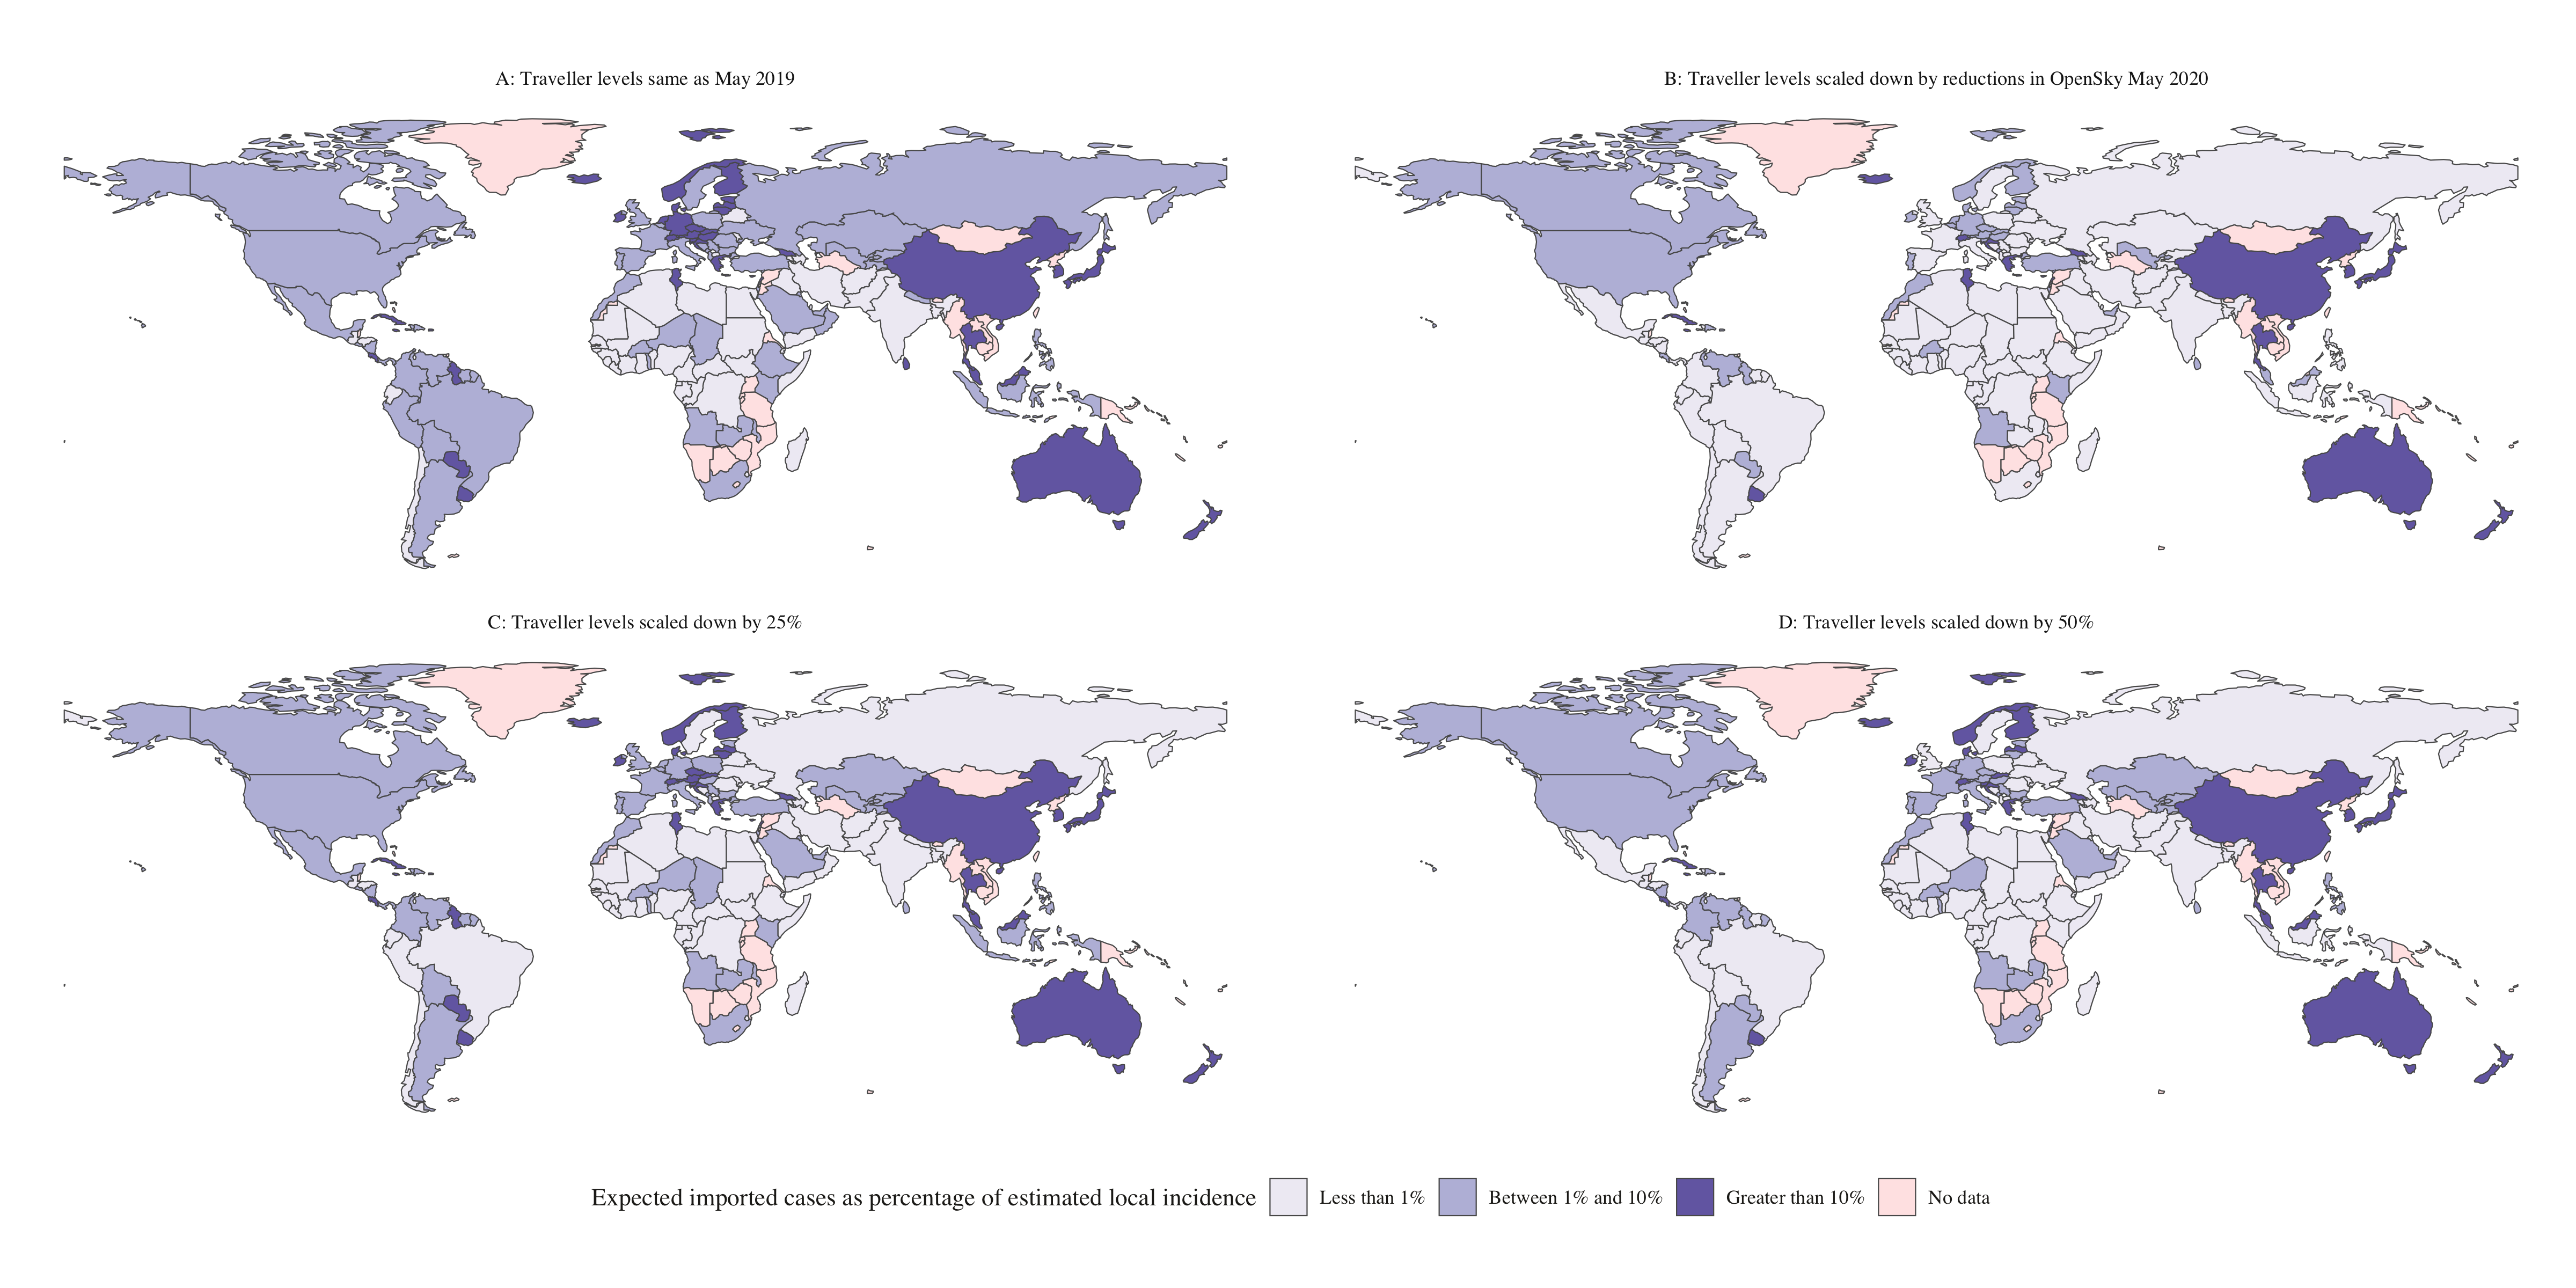 A: Traveller levels same as May 2019
B: Traveller levels scaled down by reductions in OpenSky May 2020
C: Traveller levels scaled down by 25%
D: Traveller levels scaled down by 50%
Expected imported cases as percentage of estimated local incidence
Less than 1%
Between 1% and 10%
Greater than 10%
No data